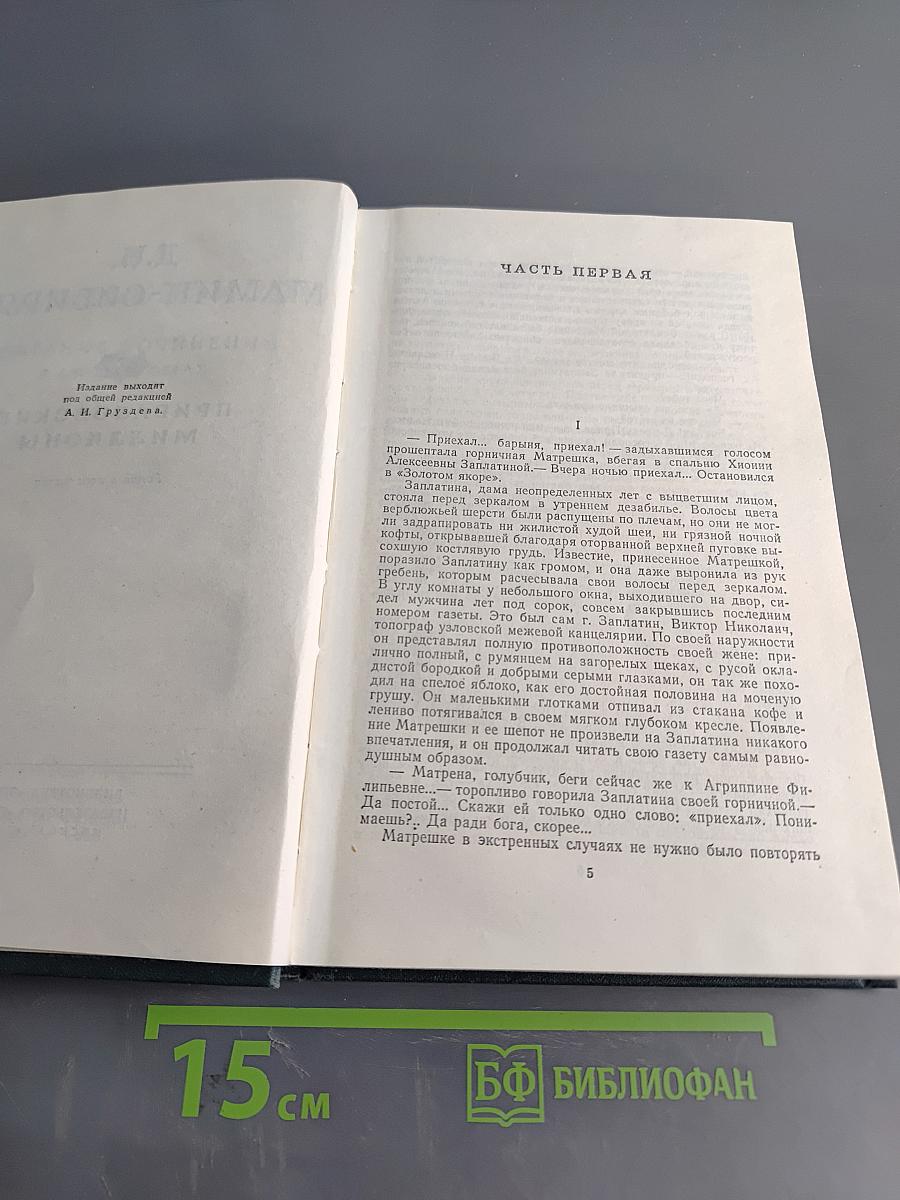 Издание выходит
под общей редакцией
А. И. Груздева.
ЧАСТЬ ПЕРВАЯ
I
— Приехал... барыня, приехал! — задыхавшимся голосом
прошептала горничная Матрешка, вбегая в спальню Хионии
Алексеевны Заплатиной.— Вчера ночью приехал... Остановился
в «Золотом якоре».
Заплатина, дама неопределенных лет с выцветшим лицом,
стояла перед зеркалом в утреннем дезабилье. Волосы цвета
верблюжьей шерсти были распущены по плечам, но они не мог-
ли задрапировать ни жилистой худой шеи, ни грязной ночной
кофты, открывавшей благодаря оторванной верхней пуговке вы-
сохшую костлявую грудь. Известие, принесенное Матрешкой,
поразило Заплатину как громом, и она даже выронила из рук
гребень, которым расчесывала свои волосы перед зеркалом.
В углу комнаты у небольшого окна, выходившего на двор, си-
дел мужчина лет под сорок, совсем закрывшись последним
номером газеты. Это был сам г. Заплатин, Виктор Николаич,
топограф узловской межевой канцелярии. По своей наружности
он представлял полную противоположность своей жене: при-
лично полный, с румянцем на загорелых щеках, с русой окла-
дистой бородкой и добрыми серыми глазками, он так же похо-
дил на спелое яблоко, как его достойная половина на моченую
грушу. Он маленькими глотками отпивал из стакана кофе и
лениво потягивался в своем мягком глубоком кресле. Появле-
ние Матрешки и ее шепот не произвели на Заплатина никакого
впечатления, и он продолжал читать свою газету самым равно-
душным образом.
— Матрена, голубчик, беги сейчас же к Агриппине Фи-
липьевне...— торопливо говорила Заплатина своей горничной.—
Да постой... Скажи ей только одно слово: «приехал». Пони-
маешь?.. Да ради бога, скорее...
Матрешке в экстренных случаях не нужно было повторять
5
15 см
БФ БИБЛИОФАН